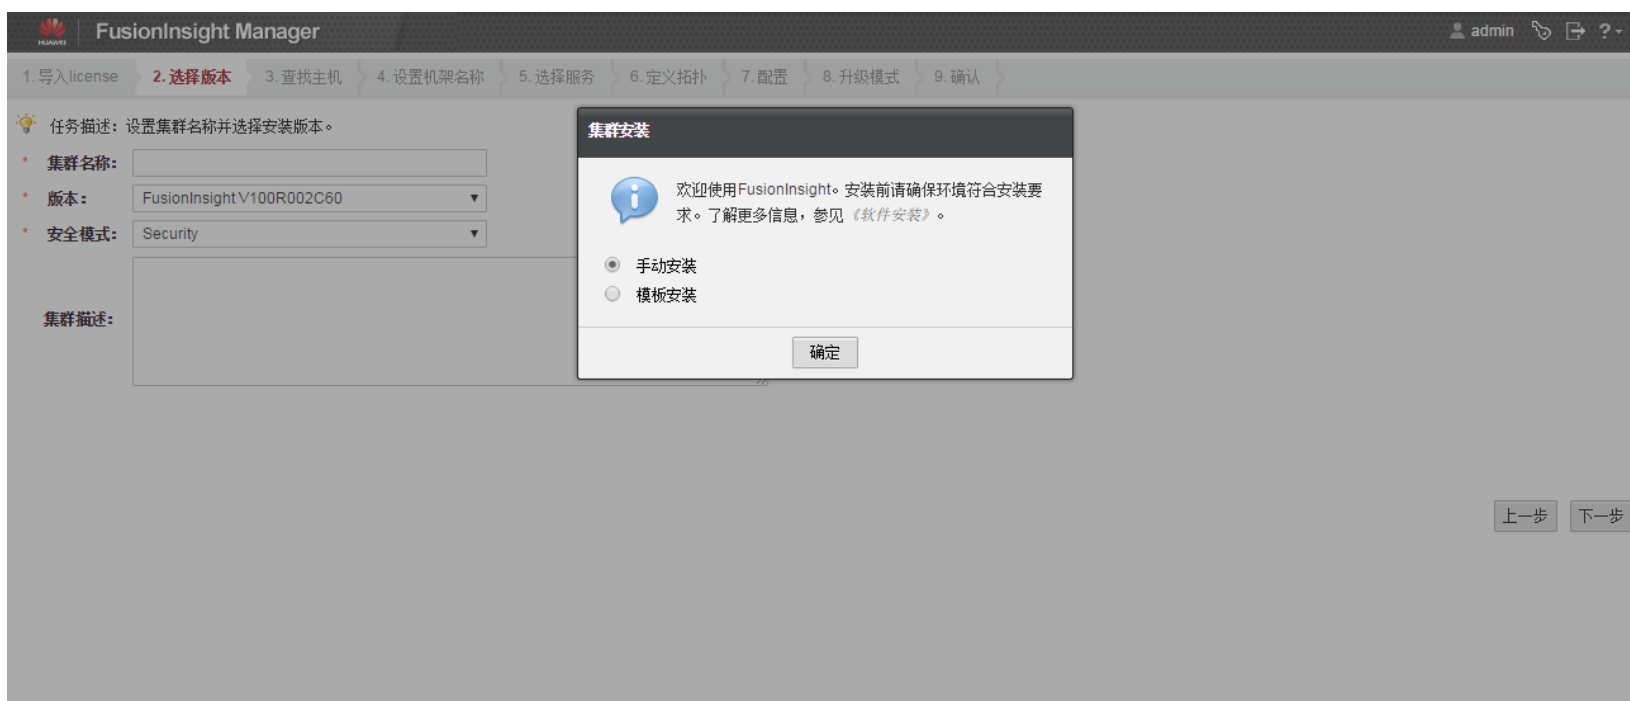 HUAWEI
FusionInsight Manager
admin
?
1.导入license 2.选择版本 3.查找主机 4.设置机架名称 5.选择服务 6.定义拓扑 7.配置 8.升级模式 9.确认
任务描述：设置集群名称并选择安装版本。
* 集群名称：
* 版本： FusionInsight V100R002C60
* 安全模式： Security
集群描述：
集群安装
欢迎使用FusionInsight。安装前请确保环境符合安装要
求。了解更多信息，参见《软件安装》。
手动安装
模板安装
确定
上一步 下一步